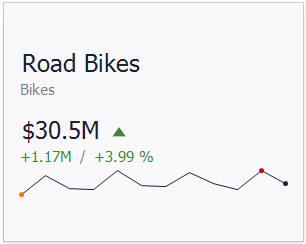 Road Bikes
Bikes
$30.5M
+1.17M / +3.99 %